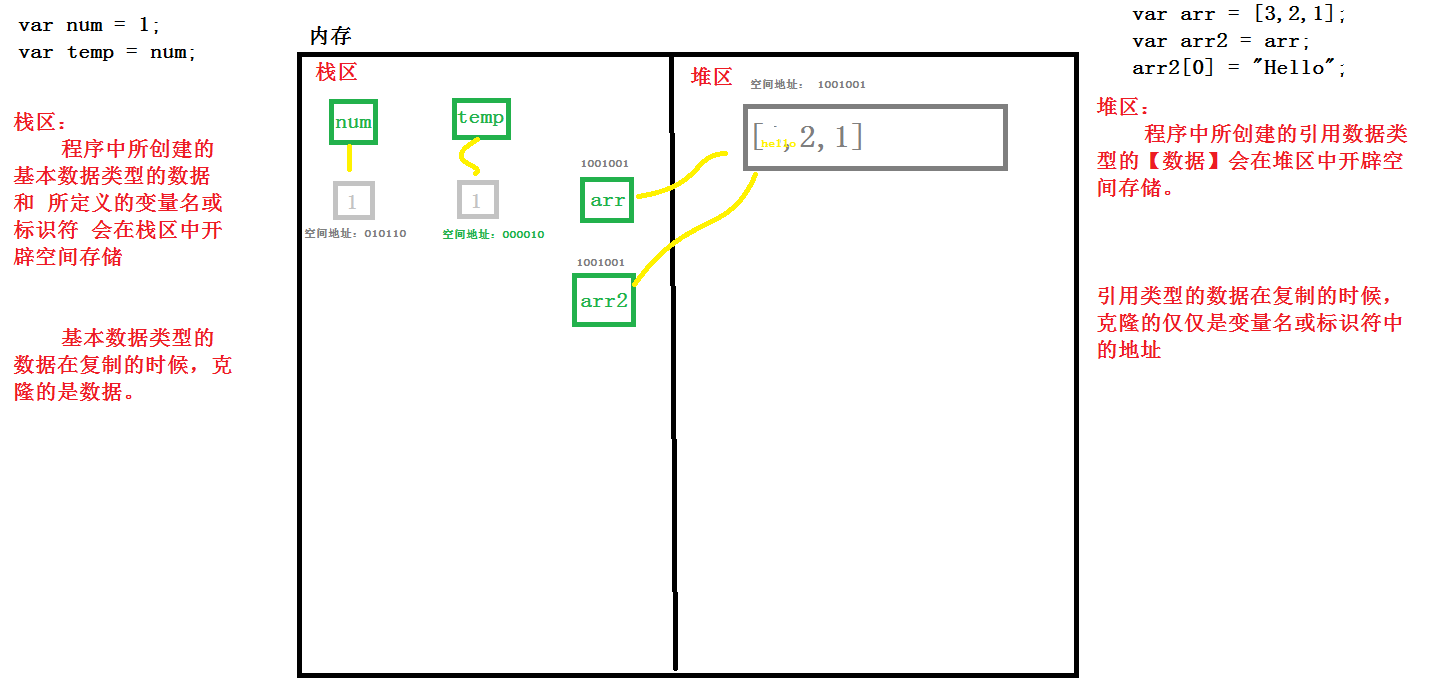 var num = 1;
var temp = num;
栈区：
程序中所创建的
基本数据类型的数据
和 所定义的变量名或
标识符 会在栈区中开
辟空间存储
基本数据类型的
数据在复制的时候，克
隆的是数据。
内存
栈区
num
temp
1
1
空间地址：010110
空间地址：000010
1001001
arr
1001001
arr2
堆区
空间地址： 1001001
[hello,2,1]
var arr = [3,2,1];
var arr2 = arr;
arr2[0] = "Hello";
堆区：
程序中所创建的引用数据类
型的【数据】会在堆区中开辟空
间存储。
引用类型的数据在复制的时候，
克隆的仅仅是变量名或标识符中
的地址